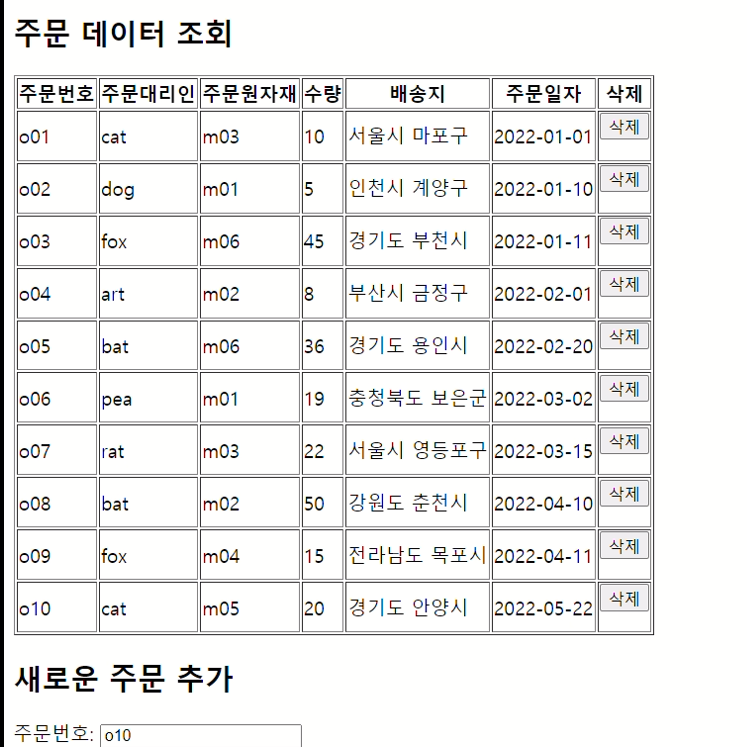 주문 데이터 조회
주문번호 주문대리인 주문원자재 수량 배송지 주문일자 삭제
o01 cat m03 10 서울시 마포구 2022-01-01 삭제
o02 dog m01 5 인천시 계양구 2022-01-10 삭제
o03 fox m06 45 경기도 부천시 2022-01-11 삭제
o04 art m02 8 부산시 금정구 2022-02-01 삭제
o05 bat m06 36 경기도 용인시 2022-02-20 삭제
o06 pea m01 19 충청북도 보은군 2022-03-02 삭제
o07 rat m03 22 서울시 영등포구 2022-03-15 삭제
o08 bat m02 50 강원도 춘천시 2022-04-10 삭제
o09 fox m04 15 전라남도 목포시 2022-04-11 삭제
o10 cat m05 20 경기도 안양시 2022-05-22 삭제
새로운 주문 추가
주문번호: o10